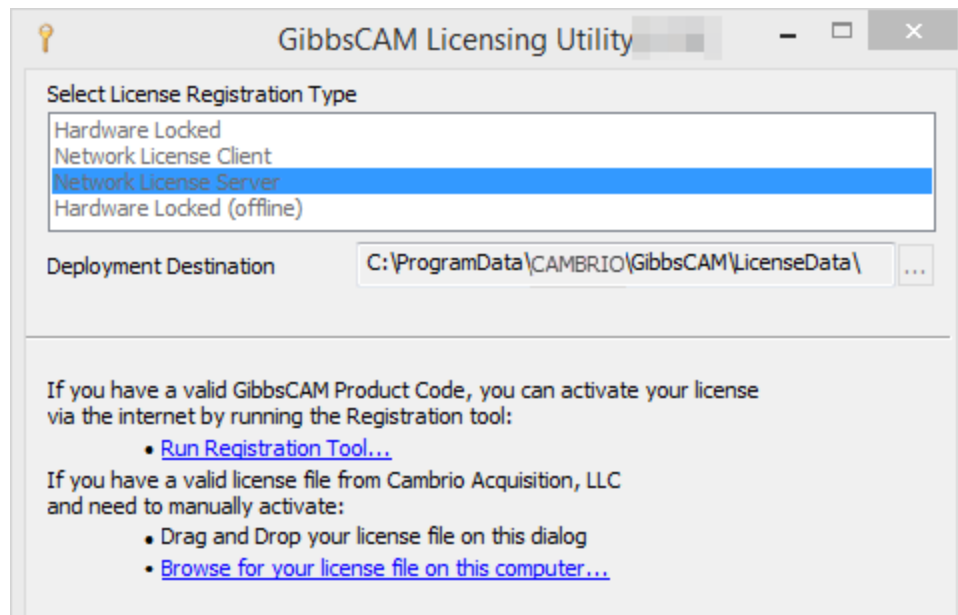 GibbsCAM Licensing Utility
Select License Registration Type
Hardware Locked
Network License Client
Network License Server
Hardware Locked (offline)
Deployment Destination C:\ProgramData\CAMBRIO\GibbsCAM\LicenseData\ ...
If you have a valid GibbsCAM Product Code, you can activate your license
via the internet by running the Registration tool:
• Run Registration Tool...
If you have a valid license file from Cambrio Acquisition, LLC
and need to manually activate:
• Drag and Drop your license file on this dialog
• Browse for your license file on this computer...